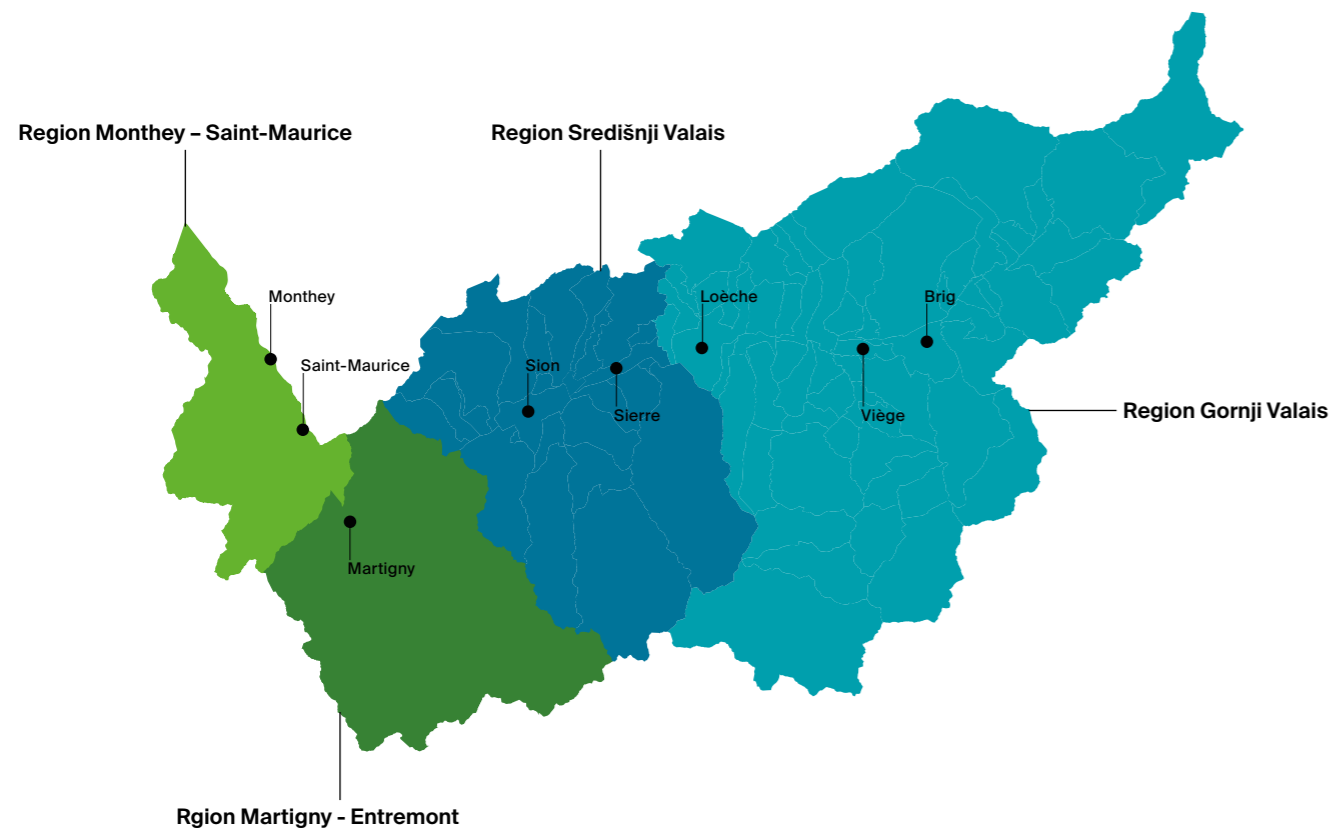 Region Monthey – Saint-Maurice
Region Središnji Valais
Monthey
Loèche
Brig
Saint-Maurice
Sion
Sierre
Viège
Region Gornji Valais
Martigny
Rgion Martigny - Entremont